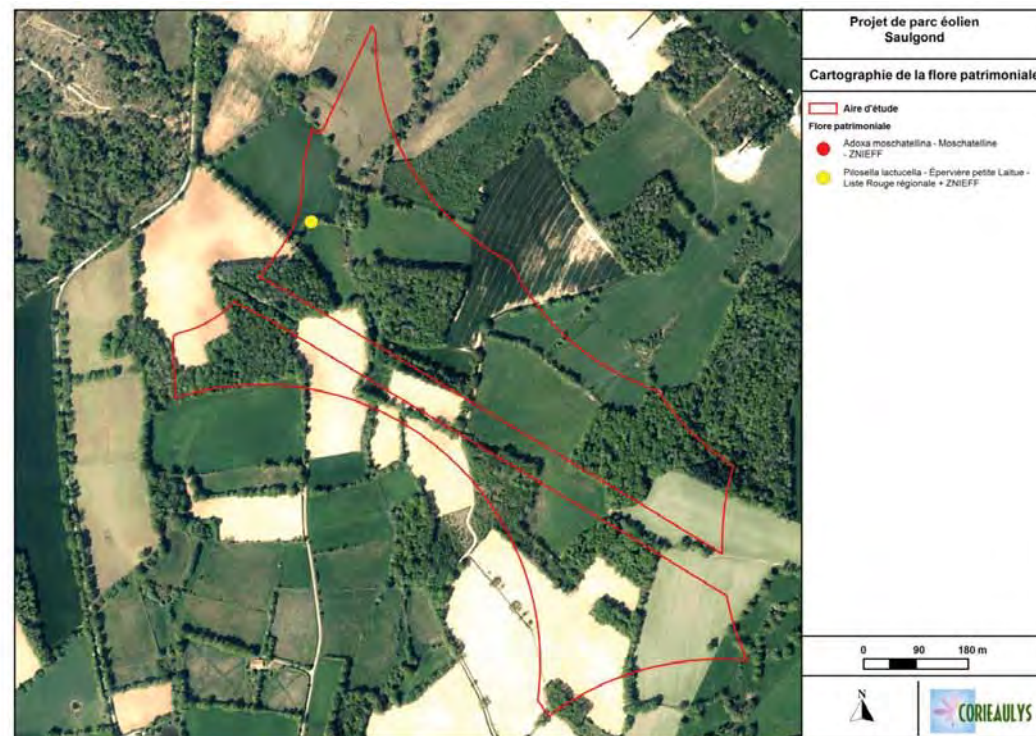 Projet de parc éolien
Saulgond
Cartographie de la flore patrimoniale
Aire d'étude
Flore patrimoniale
Adoxa moschatellina - Moschatelline
- ZNIEFF
Pilosella lactucella - Épervière petite Laitue -
Liste Rouge régionale + ZNIEFF
0 90 180 m
N
CORIEAULYS